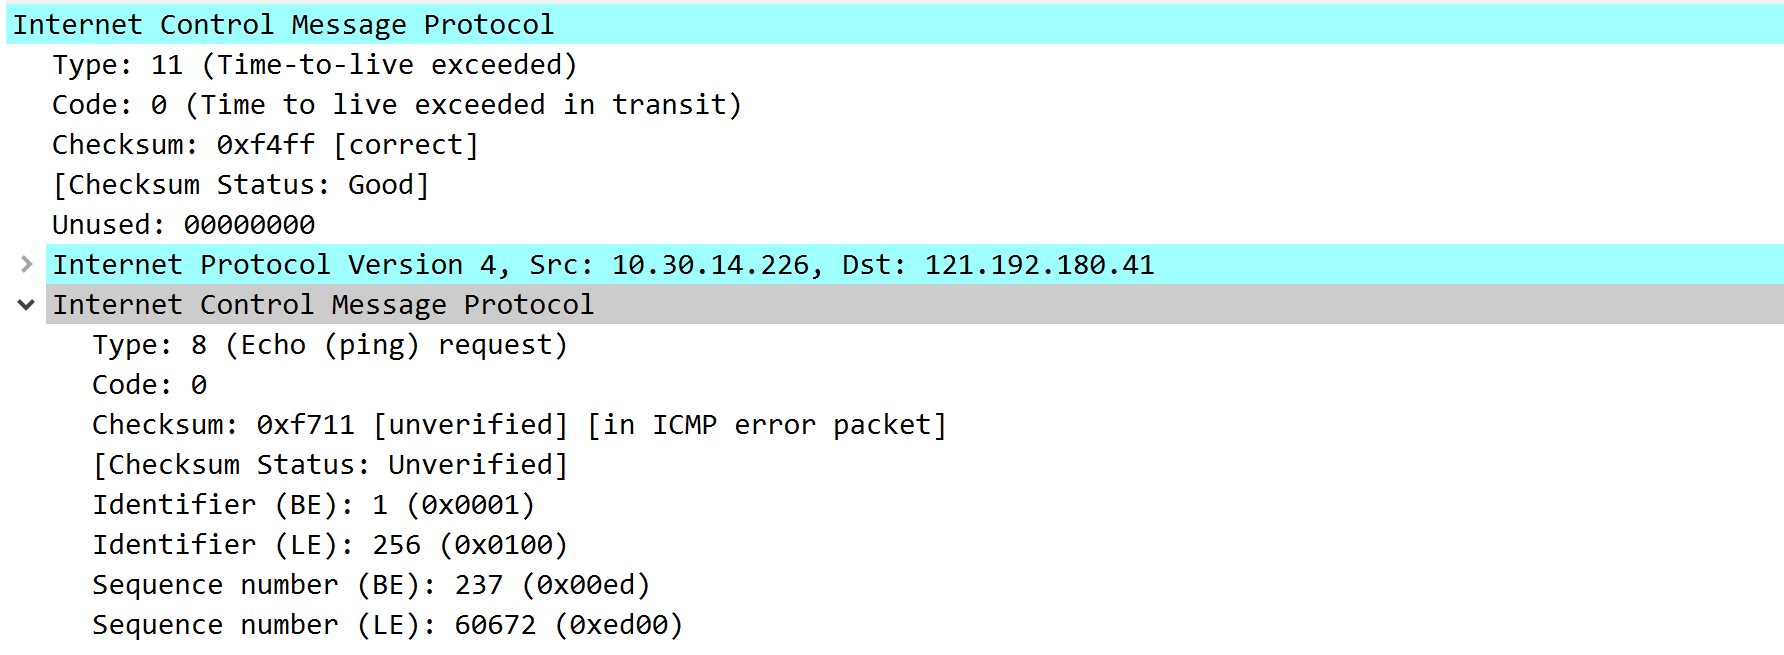 Internet Control Message Protocol
Type: 11 (Time-to-live exceeded)
Code: 0 (Time to live exceeded in transit)
Checksum: 0xf4ff [correct]
[Checksum Status: Good]
Unused: 00000000
Internet Protocol Version 4, Src: 10.30.14.226, Dst: 121.192.180.41
Internet Control Message Protocol
Type: 8 (Echo (ping) request)
Code: 0
Checksum: 0xf711 [unverified] [in ICMP error packet]
[Checksum Status: Unverified]
Identifier (BE): 1 (0x0001)
Identifier (LE): 256 (0x0100)
Sequence number (BE): 237 (0x00ed)
Sequence number (LE): 60672 (0xed00)